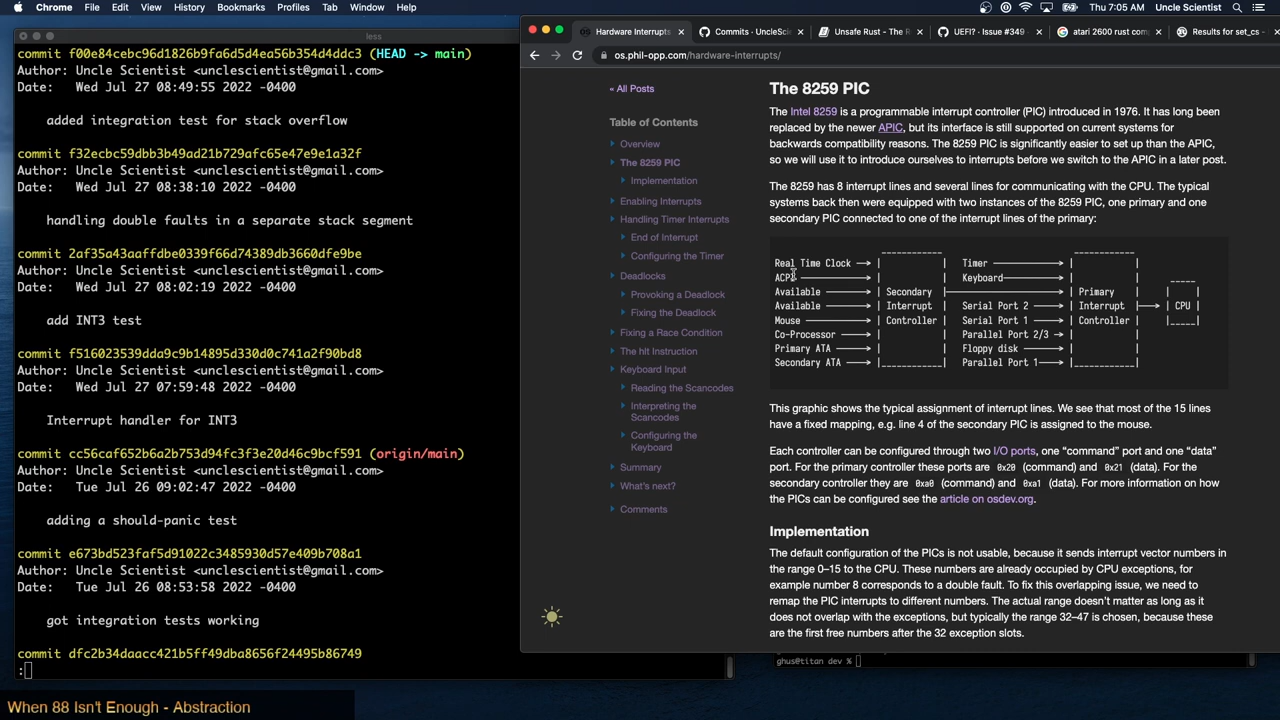 Chrome File Edit View History Bookmarks Profiles Tab Window Help Thu 7:05 AM Uncle Scientist
less
commit f00e84cebc96d1826b9fa6d5d4ea56b354d4ddc3 (HEAD -> main)
Author: Uncle Scientist <unclescientist@gmail.com>
Date: Wed Jul 27 08:49:55 2022 -0400
added integration test for stack overflow
commit f32ecbc59dbb3b49ad21b729afc65e47e9e1a32f
Author: Uncle Scientist <unclescientist@gmail.com>
Date: Wed Jul 27 08:38:10 2022 -0400
handling double faults in a separate stack segment
commit 2af35a43aaffdbe0339f66d74389db3660dfe9be
Author: Uncle Scientist <unclescientist@gmail.com>
Date: Wed Jul 27 08:02:19 2022 -0400
add INT3 test
commit f516023539dda9c9b14895d330d0c741a2f90bd8
Author: Uncle Scientist <unclescientist@gmail.com>
Date: Wed Jul 27 07:59:48 2022 -0400
Interrupt handler for INT3
commit cc56caf652b6a2b753d94fc3f3e20d46c9bcf591 (origin/main)
Author: Uncle Scientist <unclescientist@gmail.com>
Date: Tue Jul 26 09:02:47 2022 -0400
adding a should-panic test
commit e673bd523faf5d91022c3485930d57e409b708a1
Author: Uncle Scientist <unclescientist@gmail.com>
Date: Tue Jul 26 08:53:58 2022 -0400
got integration tests working
commit dfc2b34daacc421b5ff49dba8656f24495b86749
:
Hardware Interrupts Commits · UncleScie Unsafe Rust - The R UEFI? · Issue #349 atari 2600 rust com Results for set_cs -
os.phil-opp.com/hardware-interrupts/
« All Posts
Table of Contents
Overview
The 8259 PIC
Implementation
Enabling Interrupts
Handling Timer Interrupts
End of Interrupt
Configuring the Timer
Deadlocks
Provoking a Deadlock
Fixing the Deadlock
Fixing a Race Condition
The hlt Instruction
Keyboard Input
Reading the Scancodes
Interpreting the
Scancodes
Configuring the
Keyboard
Summary
What's next?
Comments
The 8259 PIC
The Intel 8259 is a programmable interrupt controller (PIC) introduced in 1976. It has long been
replaced by the newer APIC, but its interface is still supported on current systems for
backwards compatibility reasons. The 8259 PIC is significantly easier to set up than the APIC,
so we will use it to introduce ourselves to interrupts before we switch to the APIC in a later post.
The 8259 has 8 interrupt lines and several lines for communicating with the CPU. The typical
systems back then were equipped with two instances of the 8259 PIC, one primary and one
secondary PIC connected to one of the interrupt lines of the primary:
Real Time Clock Timer
ACPI Keyboard
Available Secondary Primary
Available Interrupt Serial Port 2 Interrupt CPU
Mouse Controller Serial Port 1 Controller
Co-Processor Parallel Port 2/3
Primary ATA Floppy disk
Secondary ATA Parallel Port 1
This graphic shows the typical assignment of interrupt lines. We see that most of the 15 lines
have a fixed mapping, e.g. line 4 of the secondary PIC is assigned to the mouse.
Each controller can be configured through two I/O ports, one “command” port and one “data”
port. For the primary controller these ports are 0x20 (command) and 0x21 (data). For the
secondary controller they are 0xa0 (command) and 0xa1 (data). For more information on how
the PICs can be configured see the article on osdev.org.
Implementation
The default configuration of the PICs is not usable, because it sends interrupt vector numbers in
the range 0–15 to the CPU. These numbers are already occupied by CPU exceptions, for
example number 8 corresponds to a double fault. To fix this overlapping issue, we need to
remap the PIC interrupts to different numbers. The actual range doesn't matter as long as it
does not overlap with the exceptions, but typically the range 32–47 is chosen, because these
are the first free numbers after the 32 exception slots.
ghus@titan dev %
When 88 Isn't Enough - Abstraction